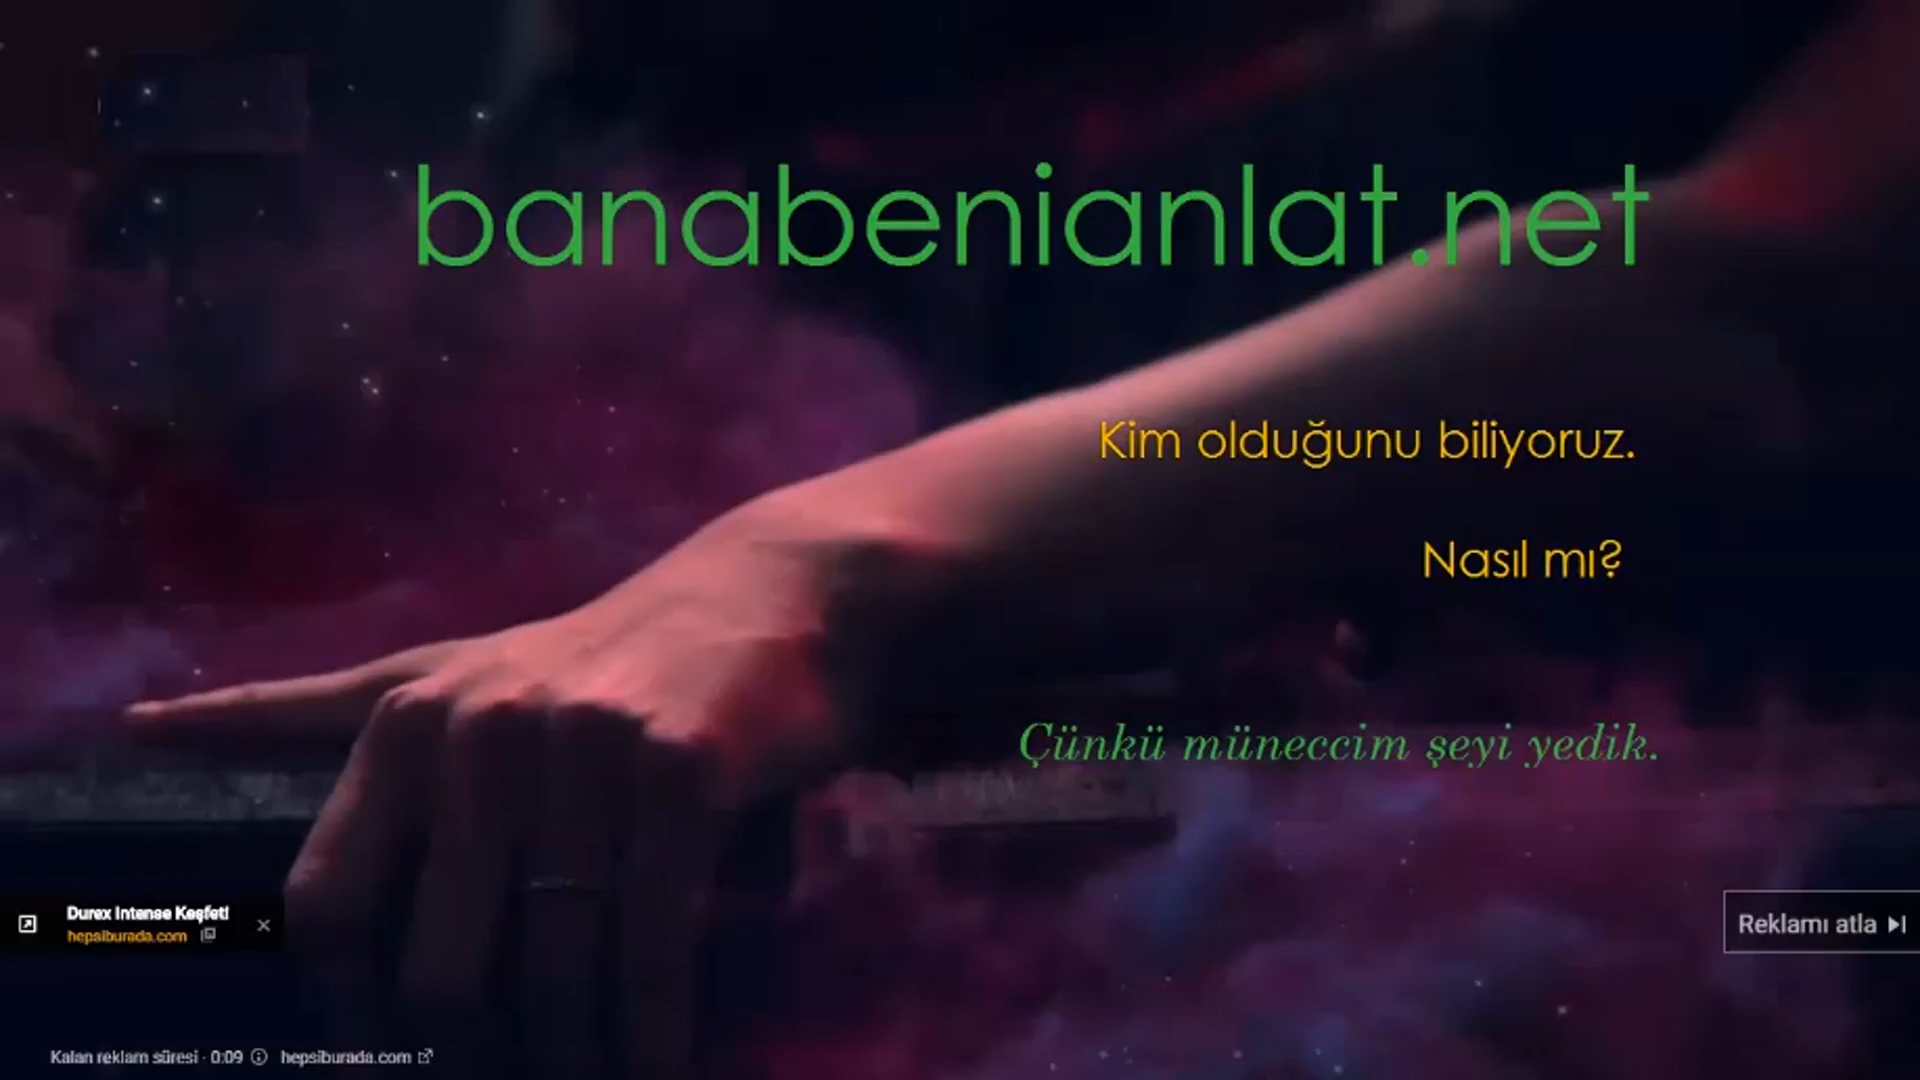 banabenianlat.net
Kim olduğunu biliyoruz.
Nasıl mı?
Çünkü müneccim şeyi yedik.
Durex Intense Keşfet!
hepsiburada.com
Reklamı atla
Kalan reklam süresi · 0:09 hepsiburada.com